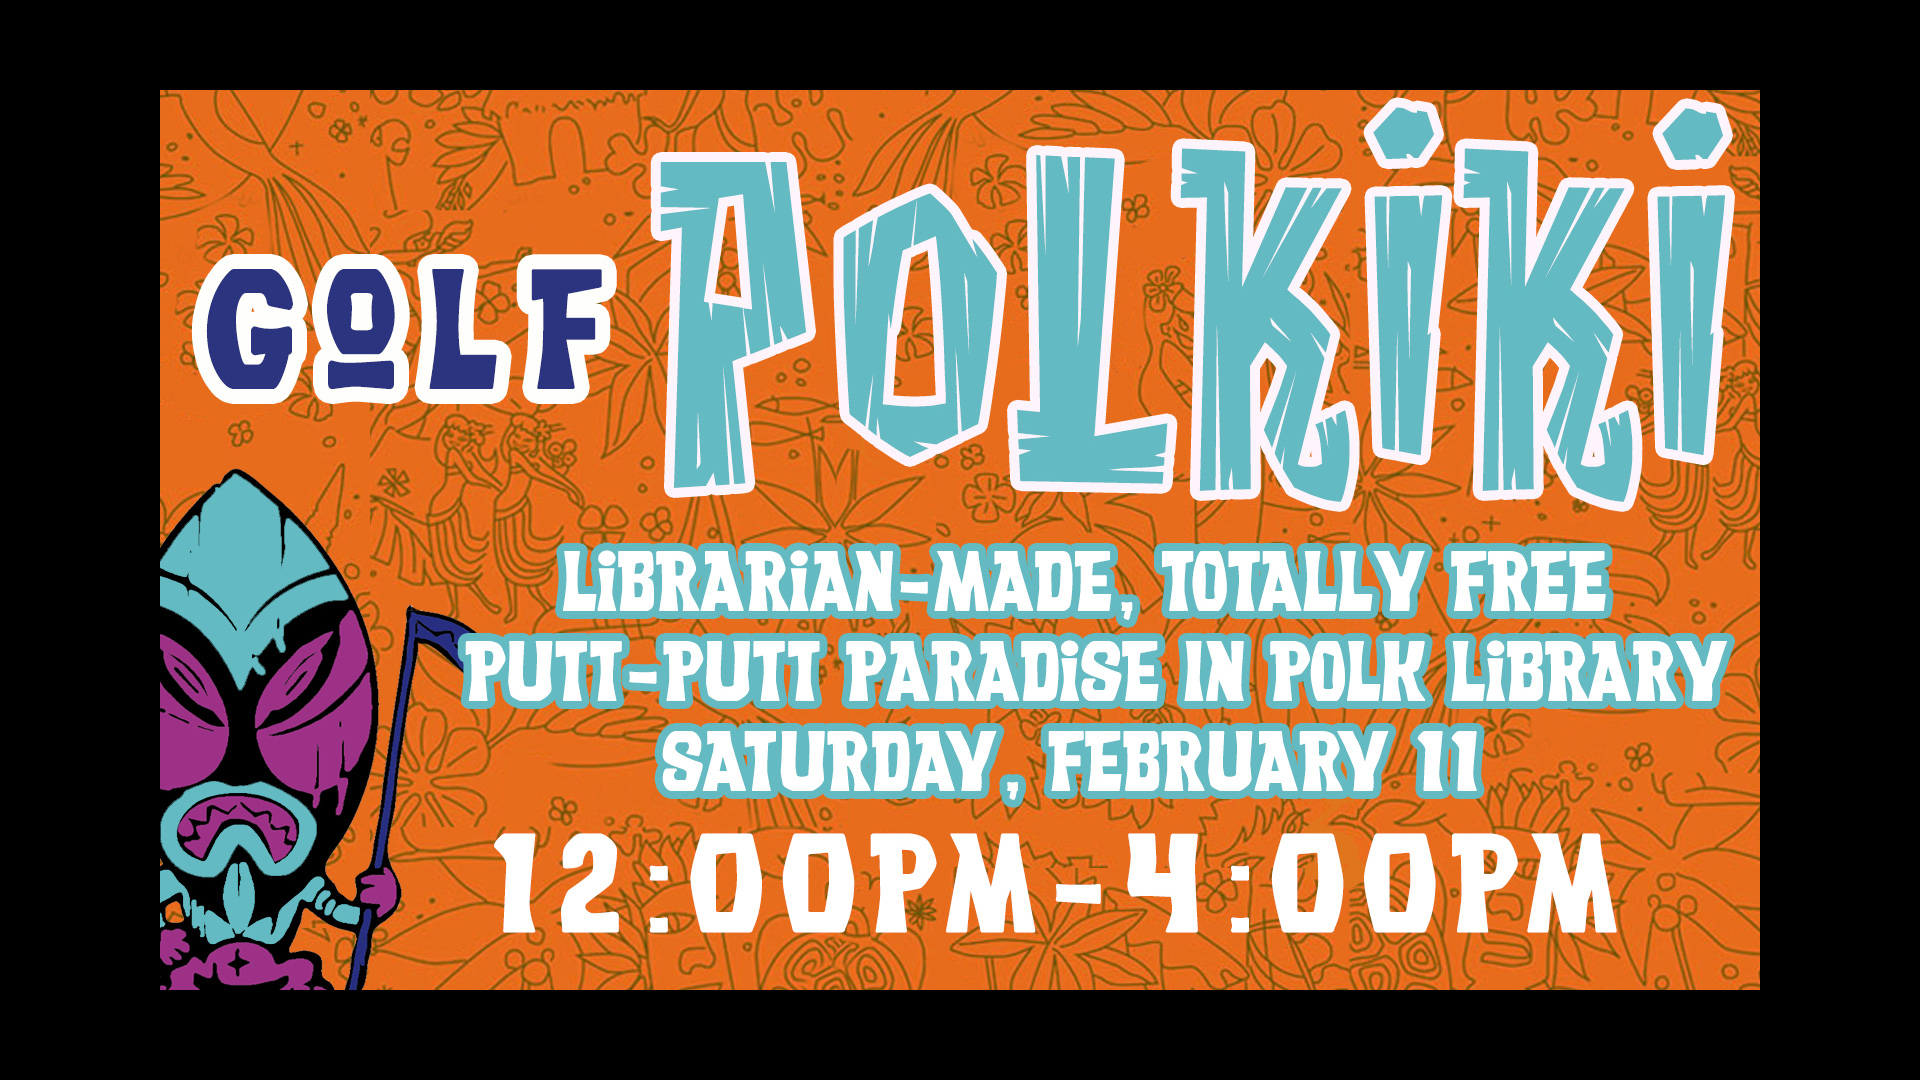 GOLF POLKiKi
LiBRARiAN-MADE, TOTALLY FREE
PUTT-PUTT PARADiSE IN POLK LiBRARY
SATURDAY, FEBRUARY 11
12:00PM-4:00PM